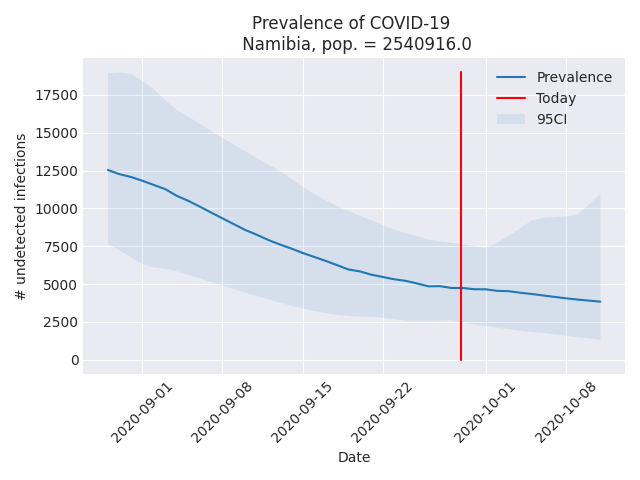 Prevalence of COVID-19
Namibia, pop. = 2540916.0
Prevalence
Today
95CI
# undetected infections
17500
15000
12500
10000
7500
5000
2500
0
2020-09-01
2020-09-08
2020-09-15
2020-09-22
2020-10-01
2020-10-08
Date